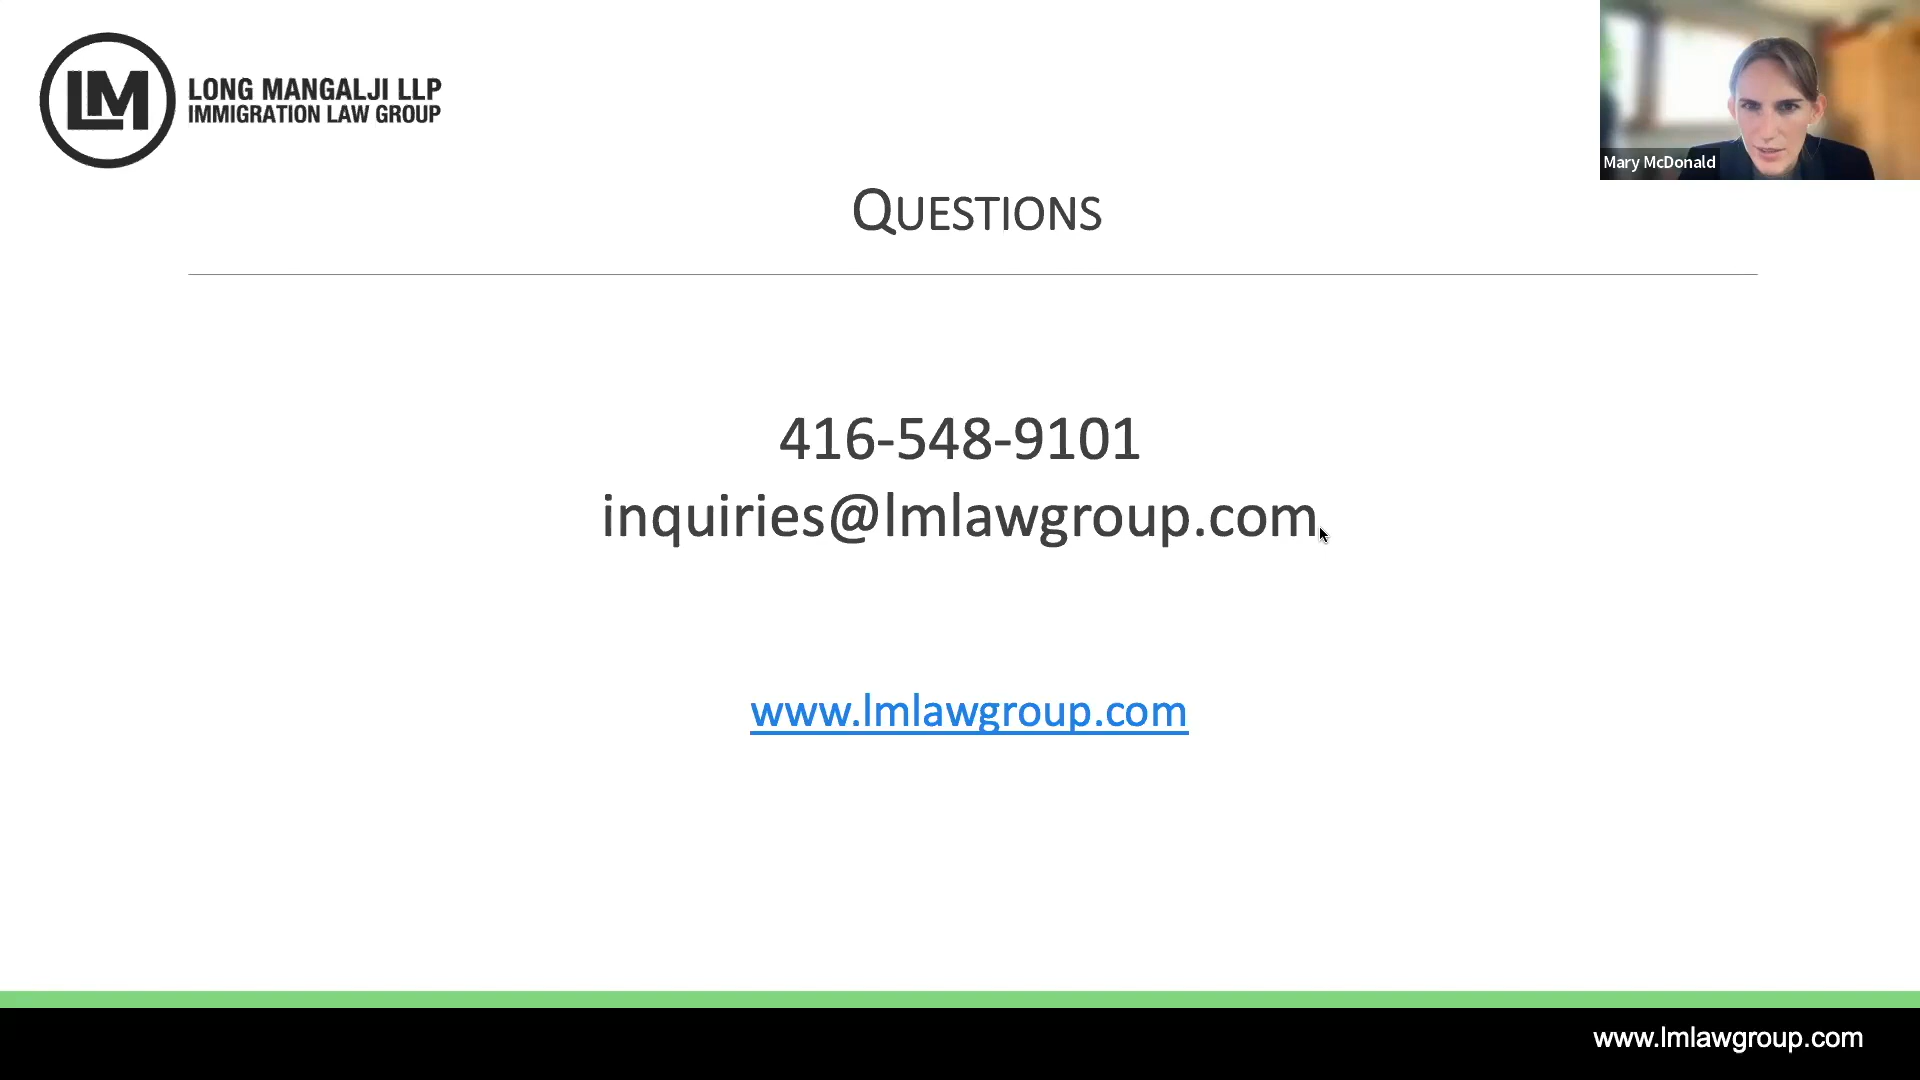 LM
LONG MANGALJI LLP
IMMIGRATION LAW GROUP
Mary McDonald
QUESTIONS
416-548-9101
inquiries@lmlawgroup.com
www.lmlawgroup.com
www.lmlawgroup.com